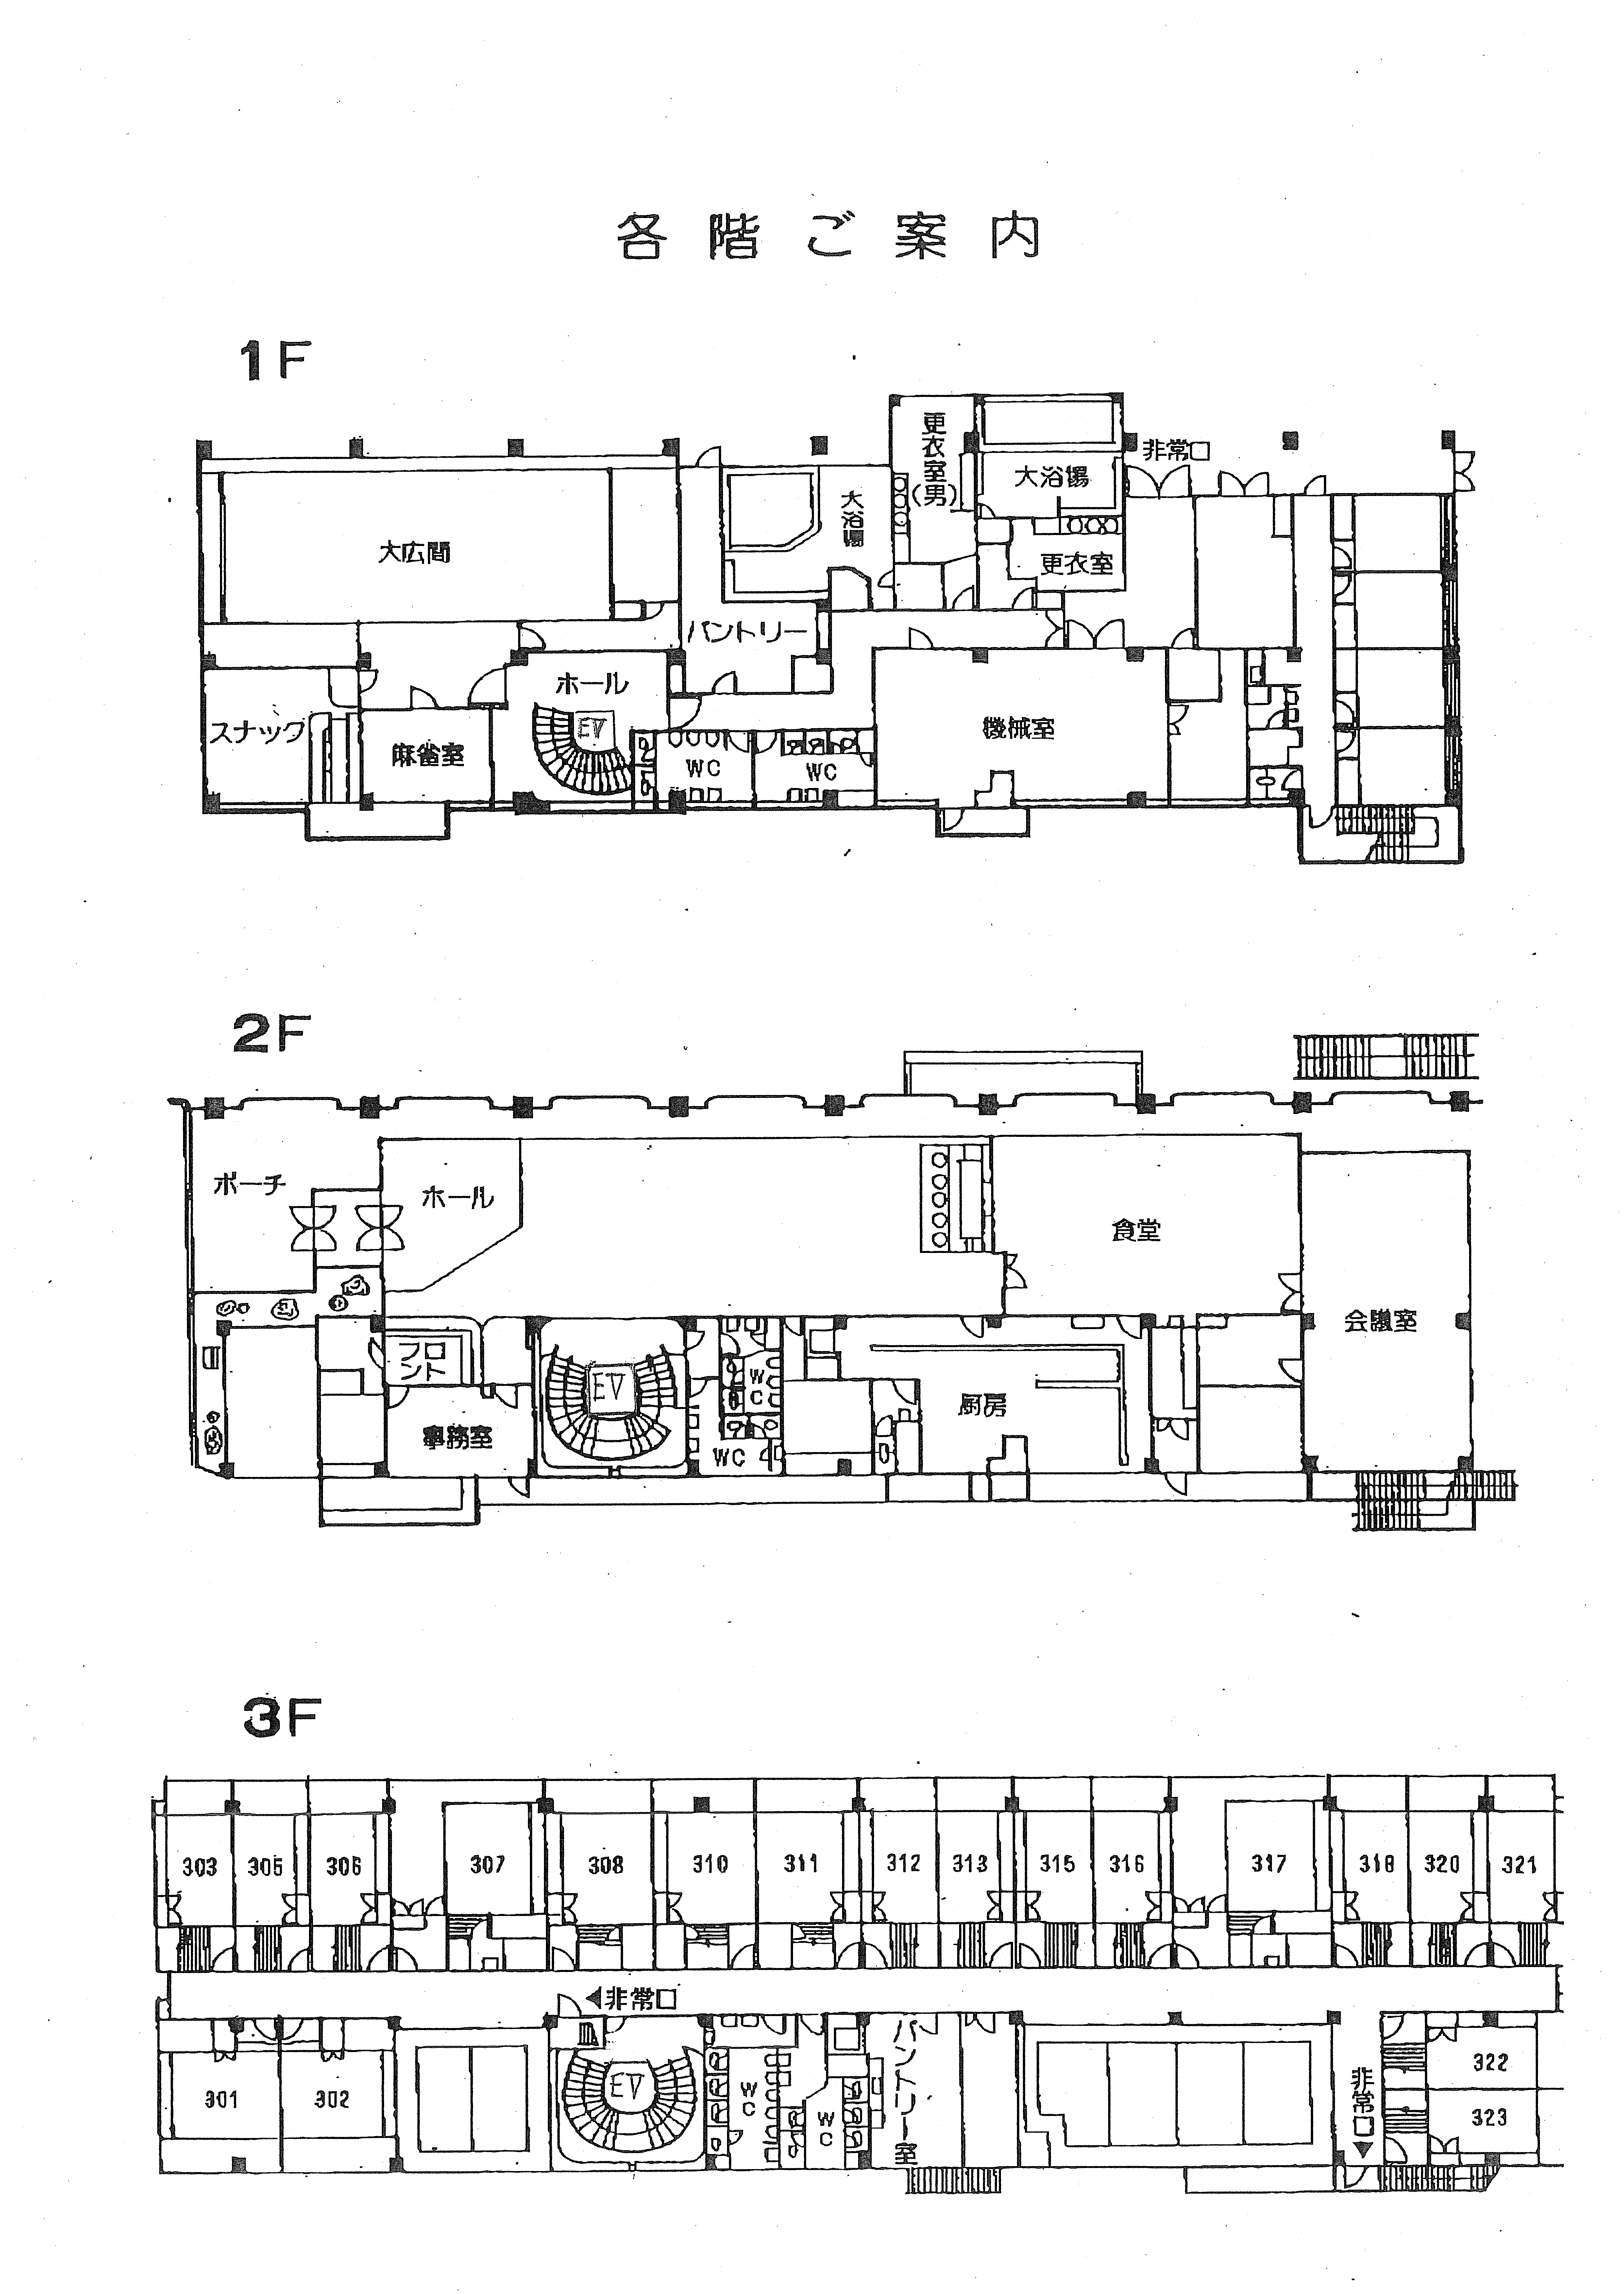 各階ご案内
1F
更衣室(男)
非常口
大浴場
大浴場
大広間
更衣室
パントリー
ホール
スナック
EV
機械室
麻雀室
WC
WC
2F
ポーチ
ホール
食堂
会議室
フロント
EV
WC
厨房
事務室
WC
3F
303
305
306
307
308
310
311
312
313
315
316
317
318
320
321
◀非常口
パントリー室
322
301
302
EV
WC
WC
非常口▼
323